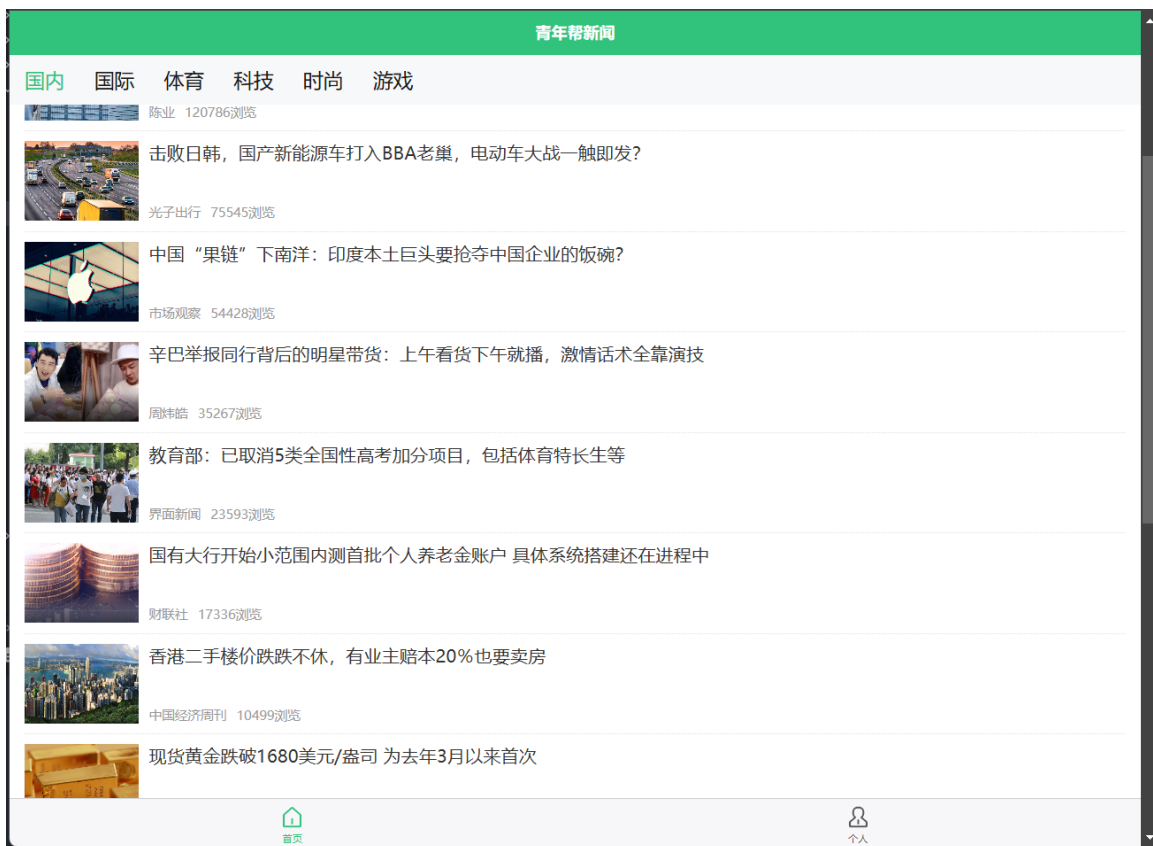 青年帮新闻
国内 国际 体育 科技 时尚 游戏
陈业 120786浏览
击败日韩，国产新能源车打入BBA老巢，电动车大战一触即发？
光子出行 75545浏览
中国“果链”下南洋：印度本土巨头要抢夺中国企业的饭碗？
市场观察 54428浏览
辛巴举报同行背后的明星带货：上午看货下午就播，激情话术全靠演技
周炜皓 35267浏览
教育部：已取消5类全国性高考加分项目，包括体育特长生等
界面新闻 23593浏览
国有大行开始小范围内测首批个人养老金账户 具体系统搭建还在进程中
财联社 17336浏览
香港二手楼价跌跌不休，有业主赔本20%也要卖房
中国经济周刊 10499浏览
现货黄金跌破1680美元/盎司 为去年3月以来首次
首页 个人